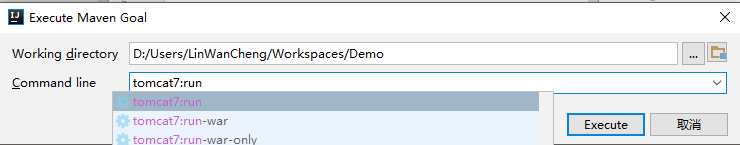 Execute Maven Goal
Working directory D:/Users/LinWanCheng/Workspaces/Demo ...
Command line tomcat7:run
tomcat7:run
tomcat7:run-war
tomcat7:run-war-only
Execute 取消